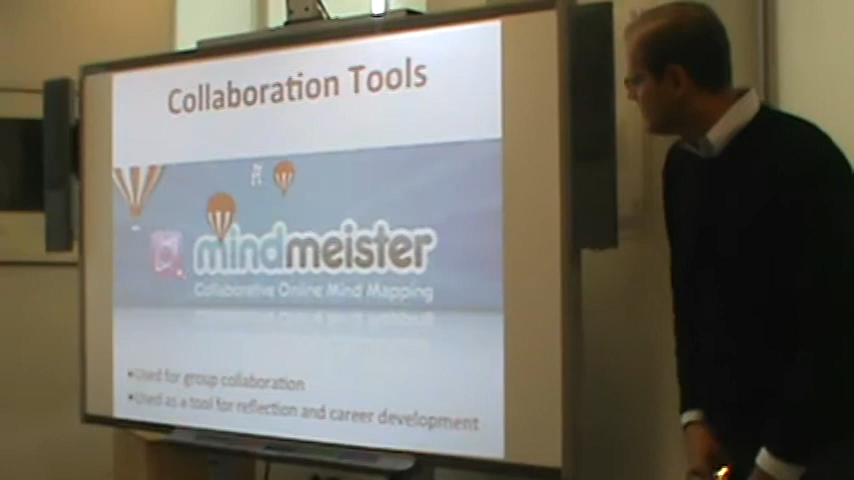 Collaboration Tools
mindmeister
Collaborative Online Mind Mapping
•Used for group collaboration
•Used as a tool for reflection and career development